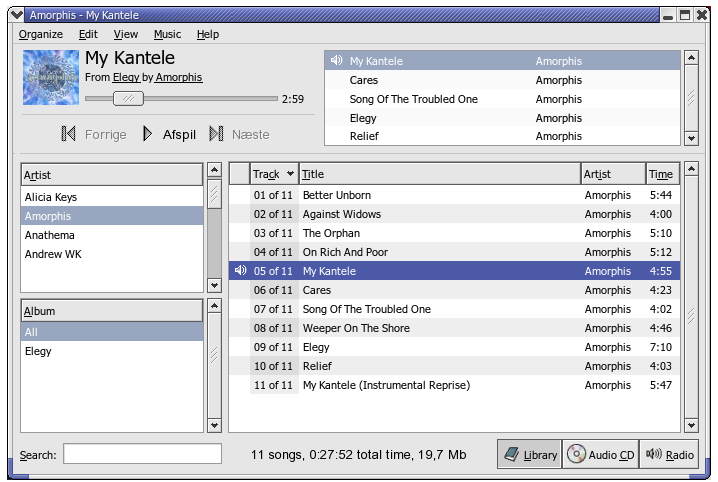 Amorphis - My Kantele
Organize Edit View Music Help
My Kantele
From Elegy by Amorphis
2:59
Forrige Afspil Næste
My Kantele Amorphis
Cares Amorphis
Song Of The Troubled One Amorphis
Elegy Amorphis
Relief Amorphis
Artist
Alicia Keys
Amorphis
Anathema
Andrew WK
Album
All
Elegy
Track Title Artist Time
01 of 11 Better Unborn Amorphis 5:44
02 of 11 Against Widows Amorphis 4:00
03 of 11 The Orphan Amorphis 5:10
04 of 11 On Rich And Poor Amorphis 5:12
05 of 11 My Kantele Amorphis 4:55
06 of 11 Cares Amorphis 4:23
07 of 11 Song Of The Troubled One Amorphis 4:02
08 of 11 Weeper On The Shore Amorphis 4:46
09 of 11 Elegy Amorphis 7:10
10 of 11 Relief Amorphis 4:03
11 of 11 My Kantele (Instrumental Reprise) Amorphis 5:47
Search: 11 songs, 0:27:52 total time, 19,7 Mb Library Audio CD Radio